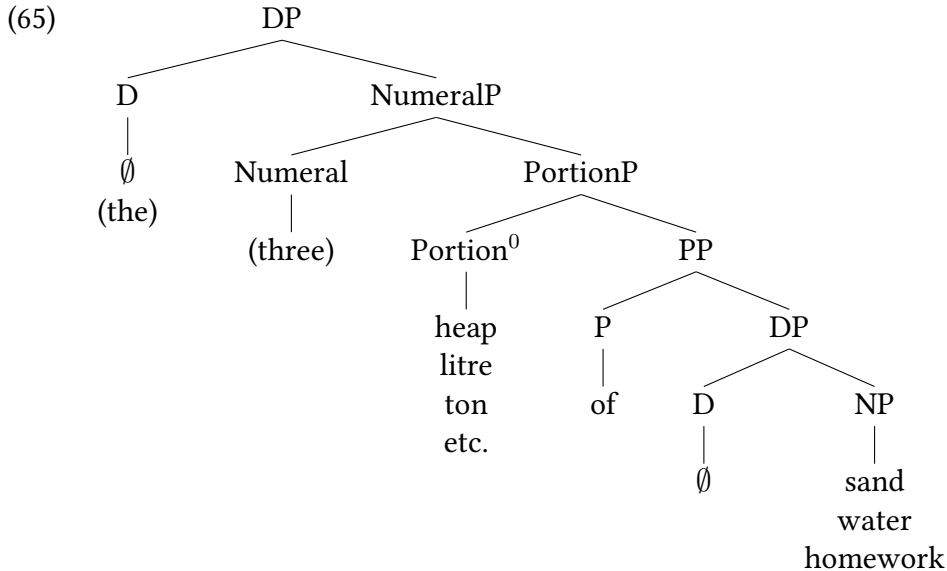 (65) DP
D NumeralP
∅ Numeral PortionP
(the) (three) Portion⁰ PP
heap P DP
litre of D NP
ton ∅ sand
etc. water
homework